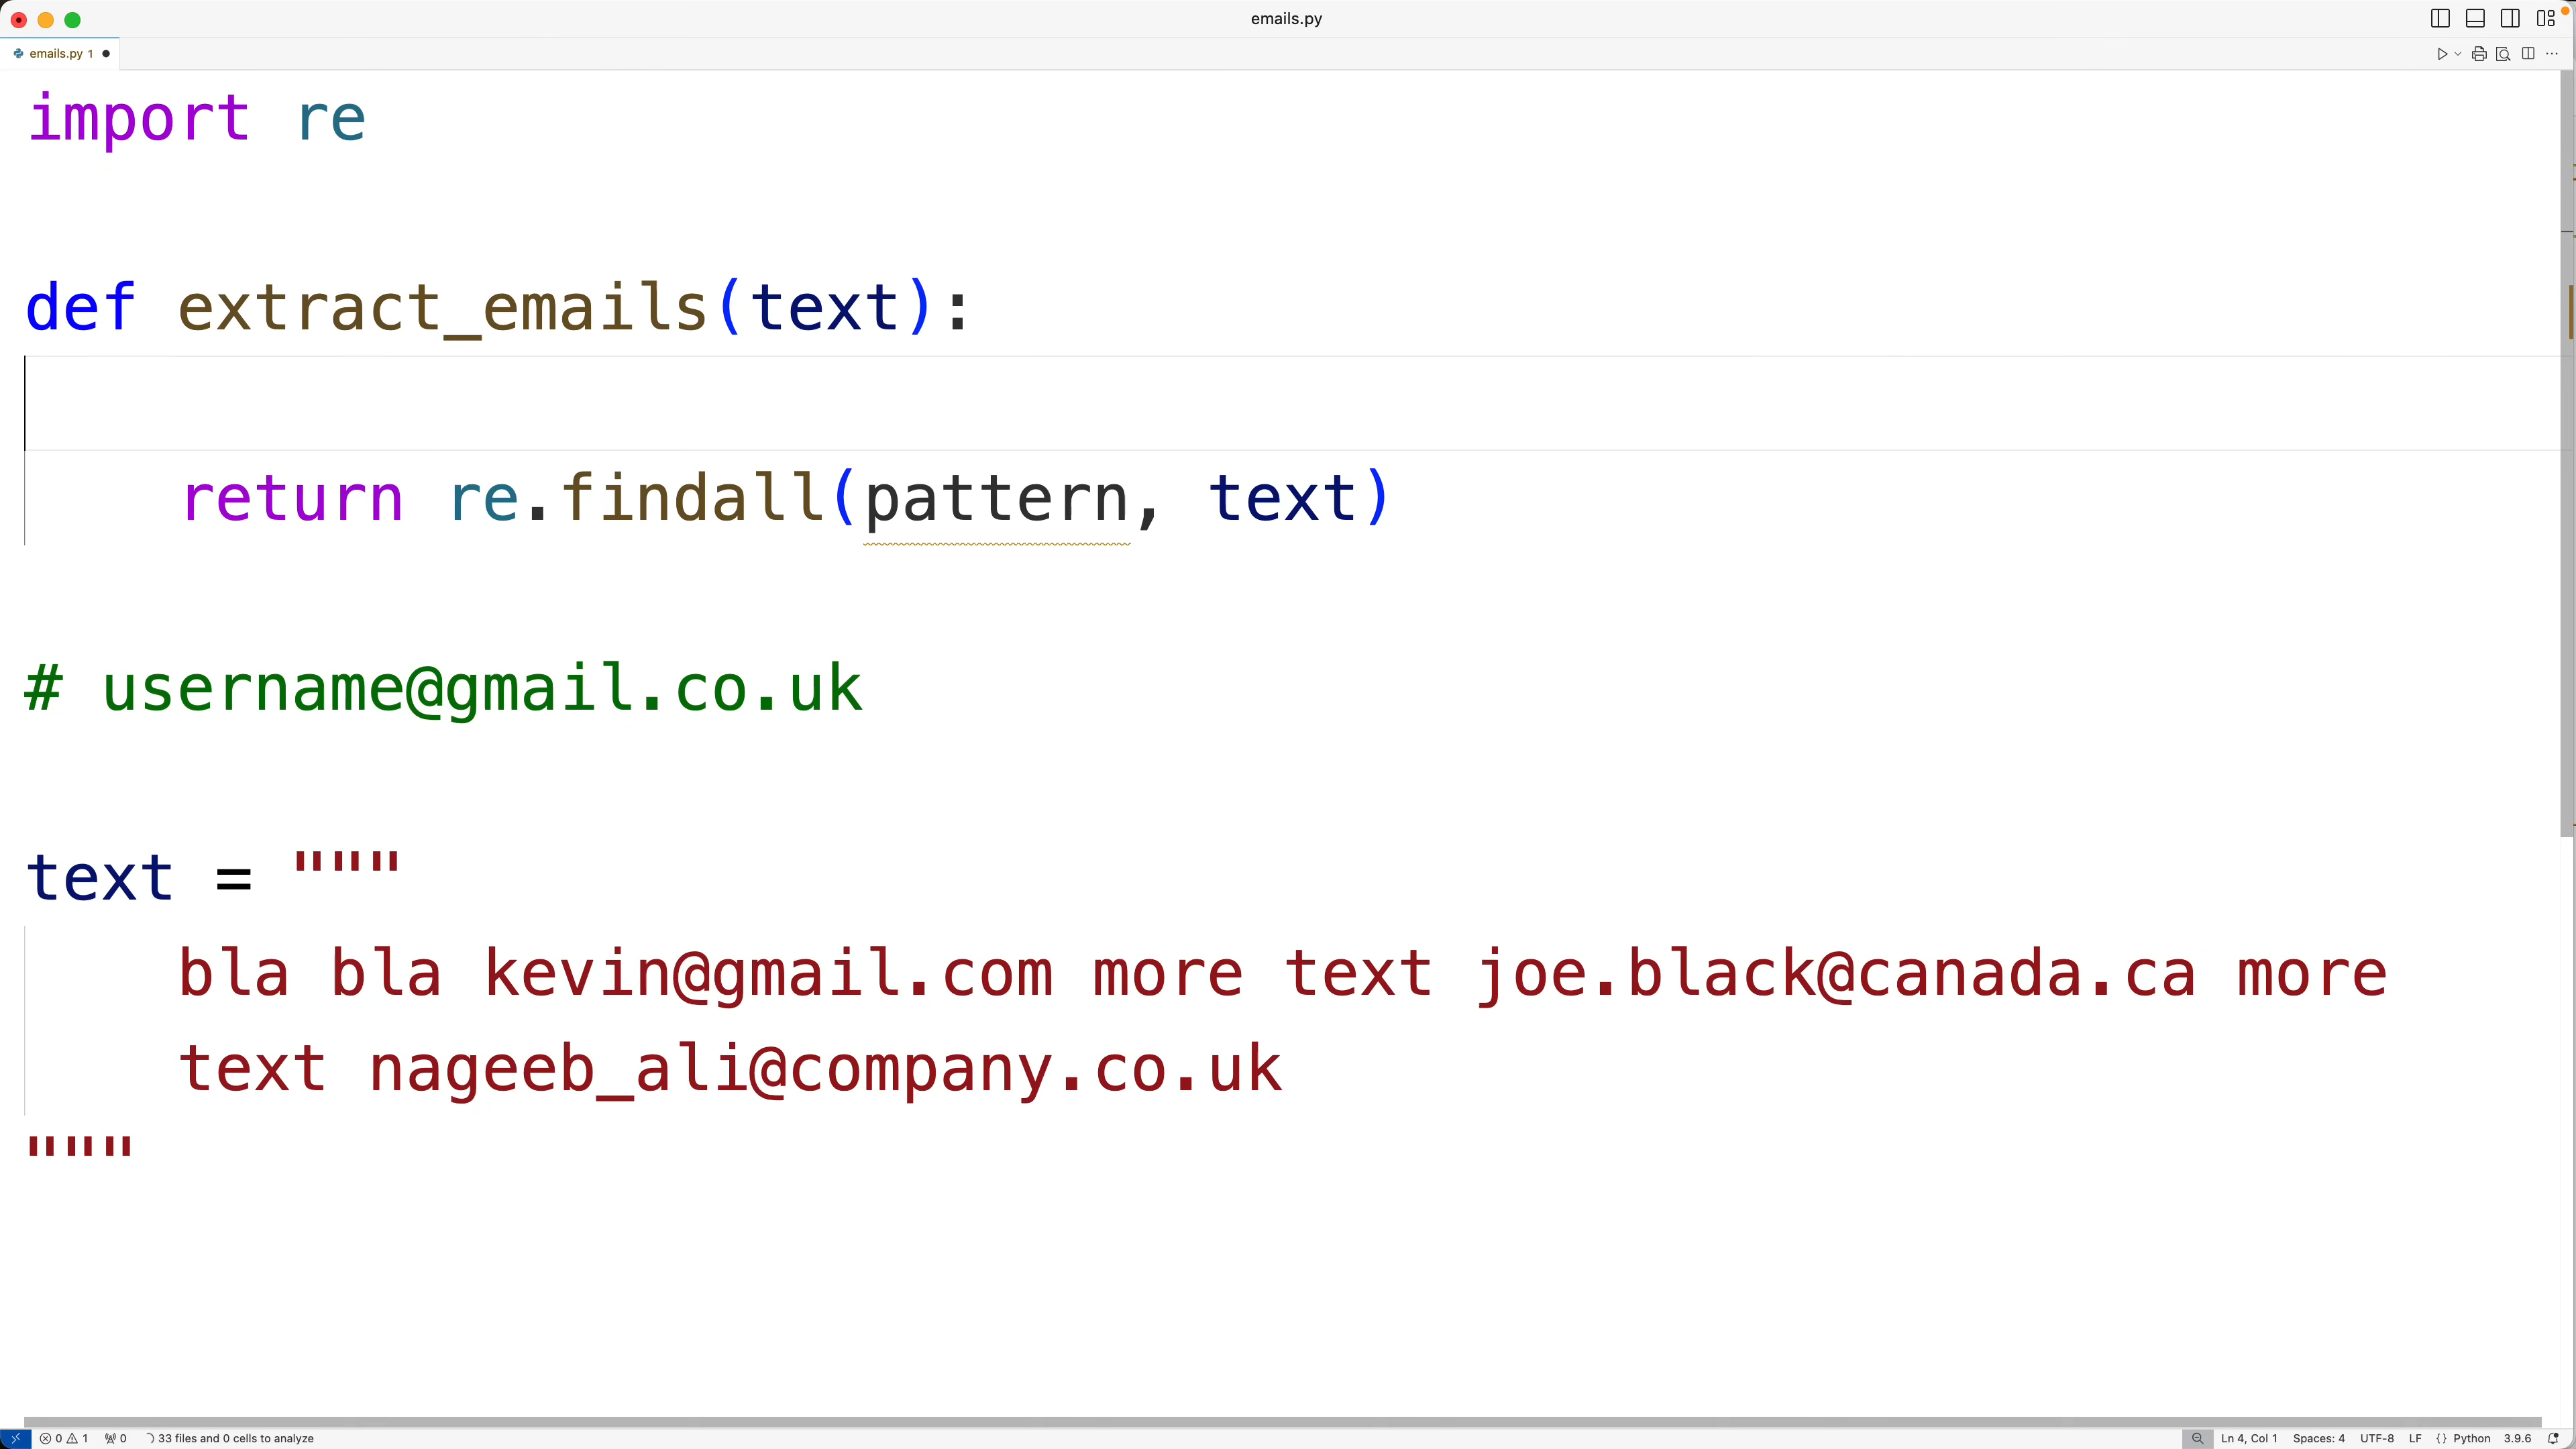 emails.py
emails.py 1
import re
def extract_emails(text):
    return re.findall(pattern, text)
# username@gmail.co.uk
text = """
    bla bla kevin@gmail.com more text joe.black@canada.ca more
    text nageeb_ali@company.co.uk
"""
0 1 0 33 files and 0 cells to analyze Ln 4, Col 1 Spaces: 4 UTF-8 LF {} Python 3.9.6